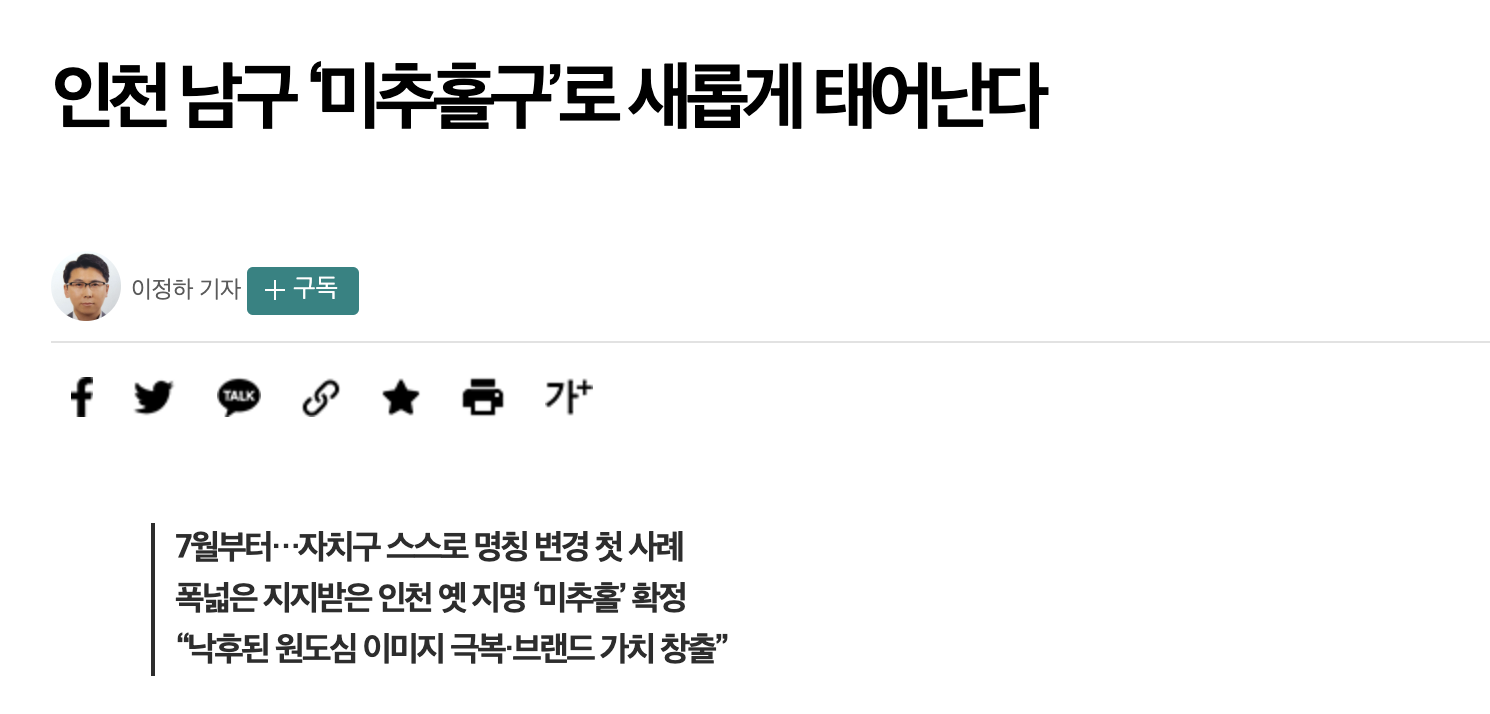 인천 남구 ‘미추홀구’로 새롭게 태어난다
이정하 기자 + 구독
TALK 가+
7월부터…자치구 스스로 명칭 변경 첫 사례
폭넓은 지지받은 인천 옛 지명 ‘미추홀’ 확정
“낙후된 원도심 이미지 극복·브랜드 가치 창출”